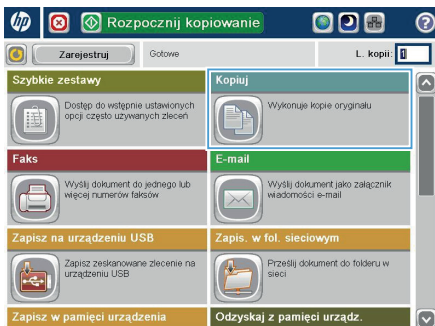 hp
Rozpocznij kopiowanie
?
Zarejestruj
Gotowe
L. kopii: 1
Szybkie zestawy
Dostęp do wstępnie ustawionych
opcji często używanych zleceń
Kopiuj
Wykonuje kopie oryginału
Faks
Wyślij dokument do jednego lub
więcej numerów faksów
E-mail
Wyślij dokument jako załącznik
wiadomości e-mail
Zapisz na urządzeniu USB
Zapisz zeskanowane zlecenie na
urządzeniu USB
Zapis. w fol. sieciowym
Prześlij dokument do folderu w
sieci
Zapisz w pamięci urządzenia
Odzyskaj z pamięci urządz.